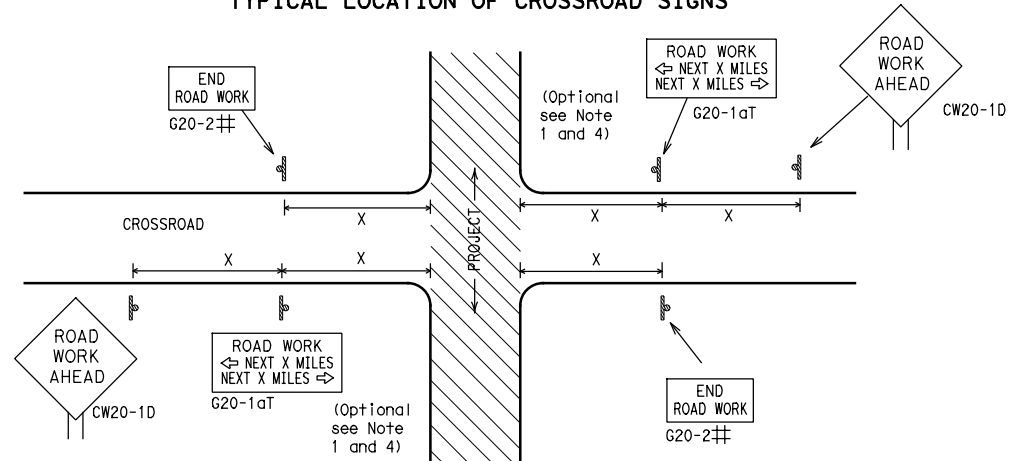 TYPICAL LOCATION OF CROSSROAD SIGNS
END
ROAD WORK
G20-2#
(Optional
see Note
1 and 4)
ROAD WORK
⇦ NEXT X MILES
NEXT X MILES ⇨
G20-1aT
ROAD
WORK
AHEAD
CW20-1D
X
X
X
CROSSROAD
PROJECT
X
X
X
ROAD
WORK
AHEAD
CW20-1D
ROAD WORK
⇦ NEXT X MILES
NEXT X MILES ⇨
G20-1aT
(Optional
see Note
1 and 4)
END
ROAD WORK
G20-2#